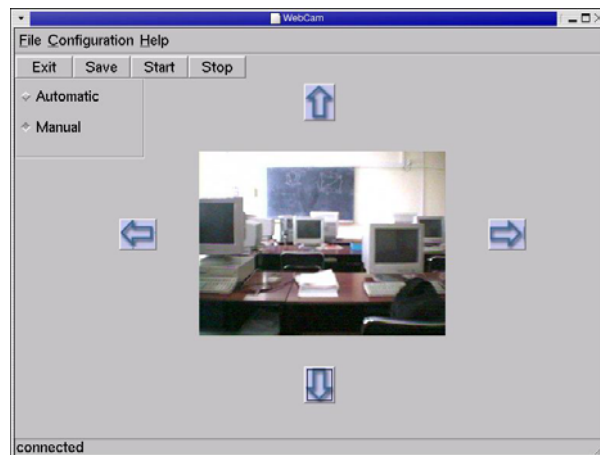 WebCam
File Configuration Help
Exit Save Start Stop
Automatic
Manual
connected